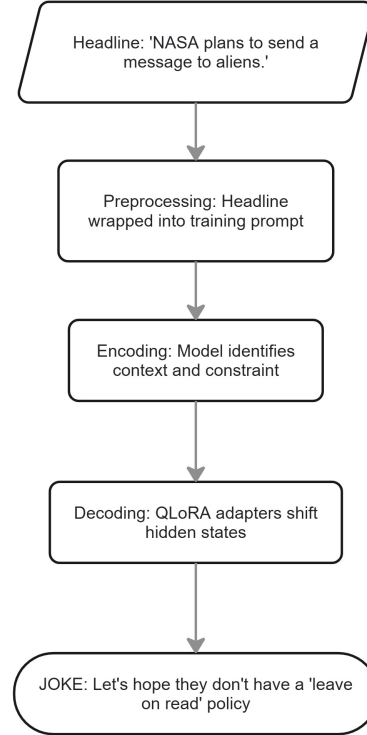 Headline: 'NASA plans to send a
message to aliens.'
Preprocessing: Headline
wrapped into training prompt
Encoding: Model identifies
context and constraint
Decoding: QLoRA adapters shift
hidden states
JOKE: Let's hope they don't have a 'leave
on read' policy